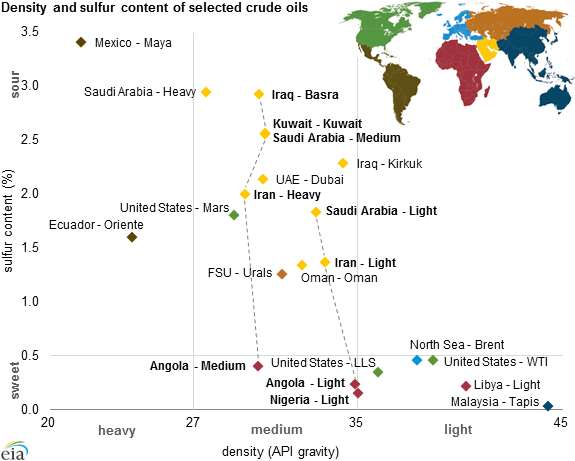 Density and sulfur content of selected crude oils
3.5
Mexico - Maya
sour
3.0
Saudi Arabia - Heavy
Iraq - Basra
Kuwait - Kuwait
2.5
Saudi Arabia - Medium
Iraq - Kirkuk
UAE - Dubai
sulfur content (%)
2.0
Iran - Heavy
United States - Mars
Saudi Arabia - Light
Ecuador - Oriente
1.5
FSU - Urals
Iran - Light
Oman - Oman
1.0
0.5
North Sea - Brent
Angola - Medium
United States - LLS
United States - WTI
sweet
Angola - Light
Libya - Light
Nigeria - Light
Malaysia - Tapis
0.0
20
27
35
45
heavy
medium
light
density (API gravity)
eia